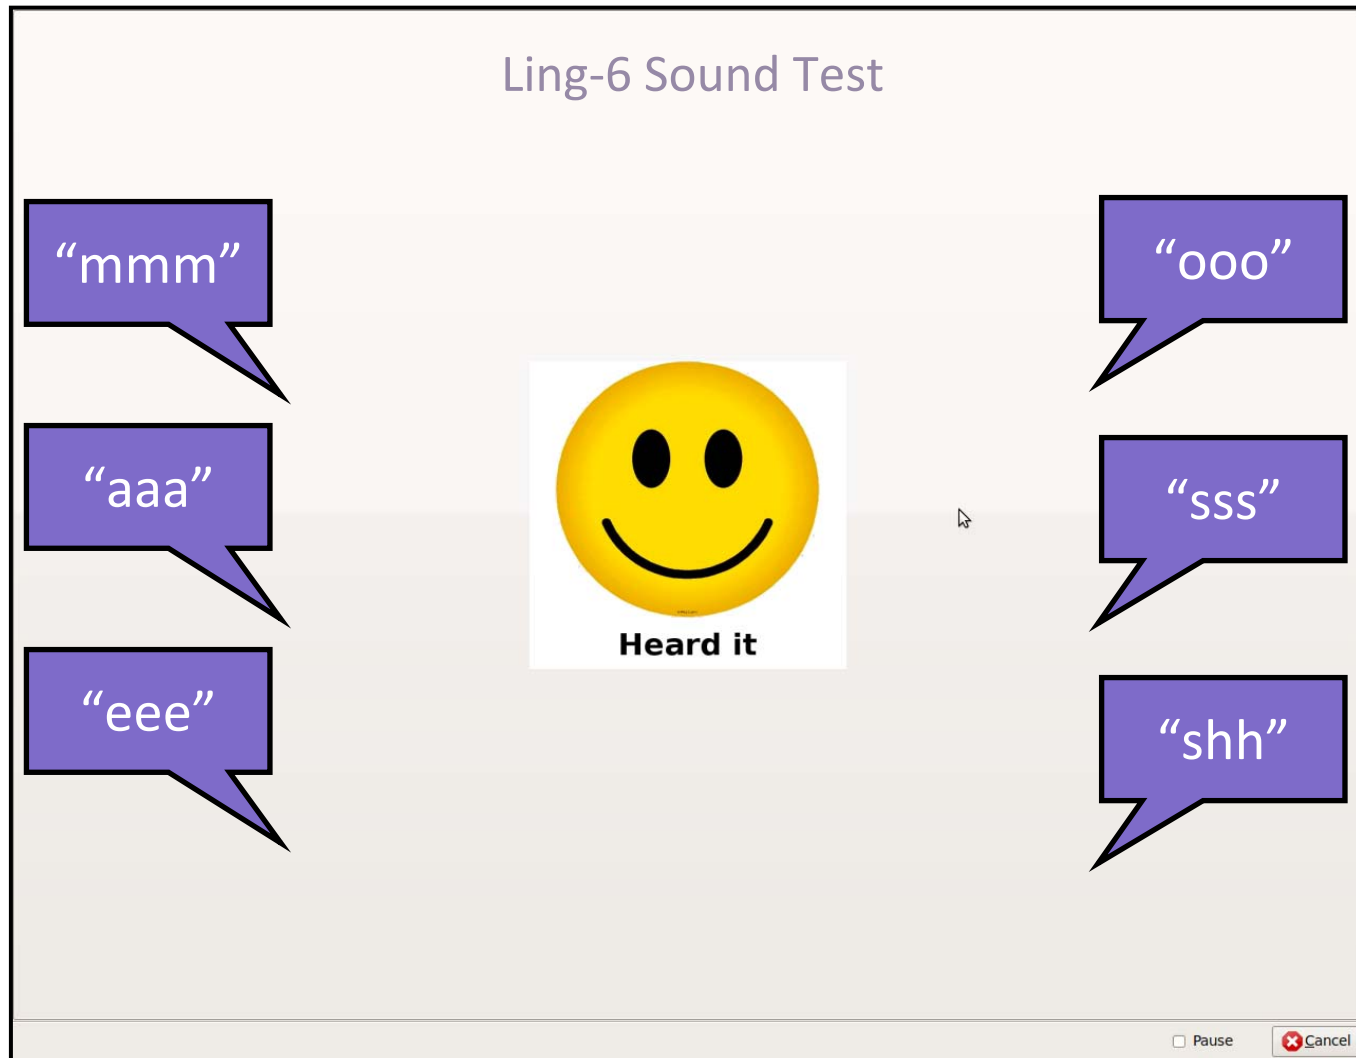 Ling-6 Sound Test
“mmm”
“ooo”
“aaa”
“sss”
Heard it
“eee”
“shh”
Pause
Cancel